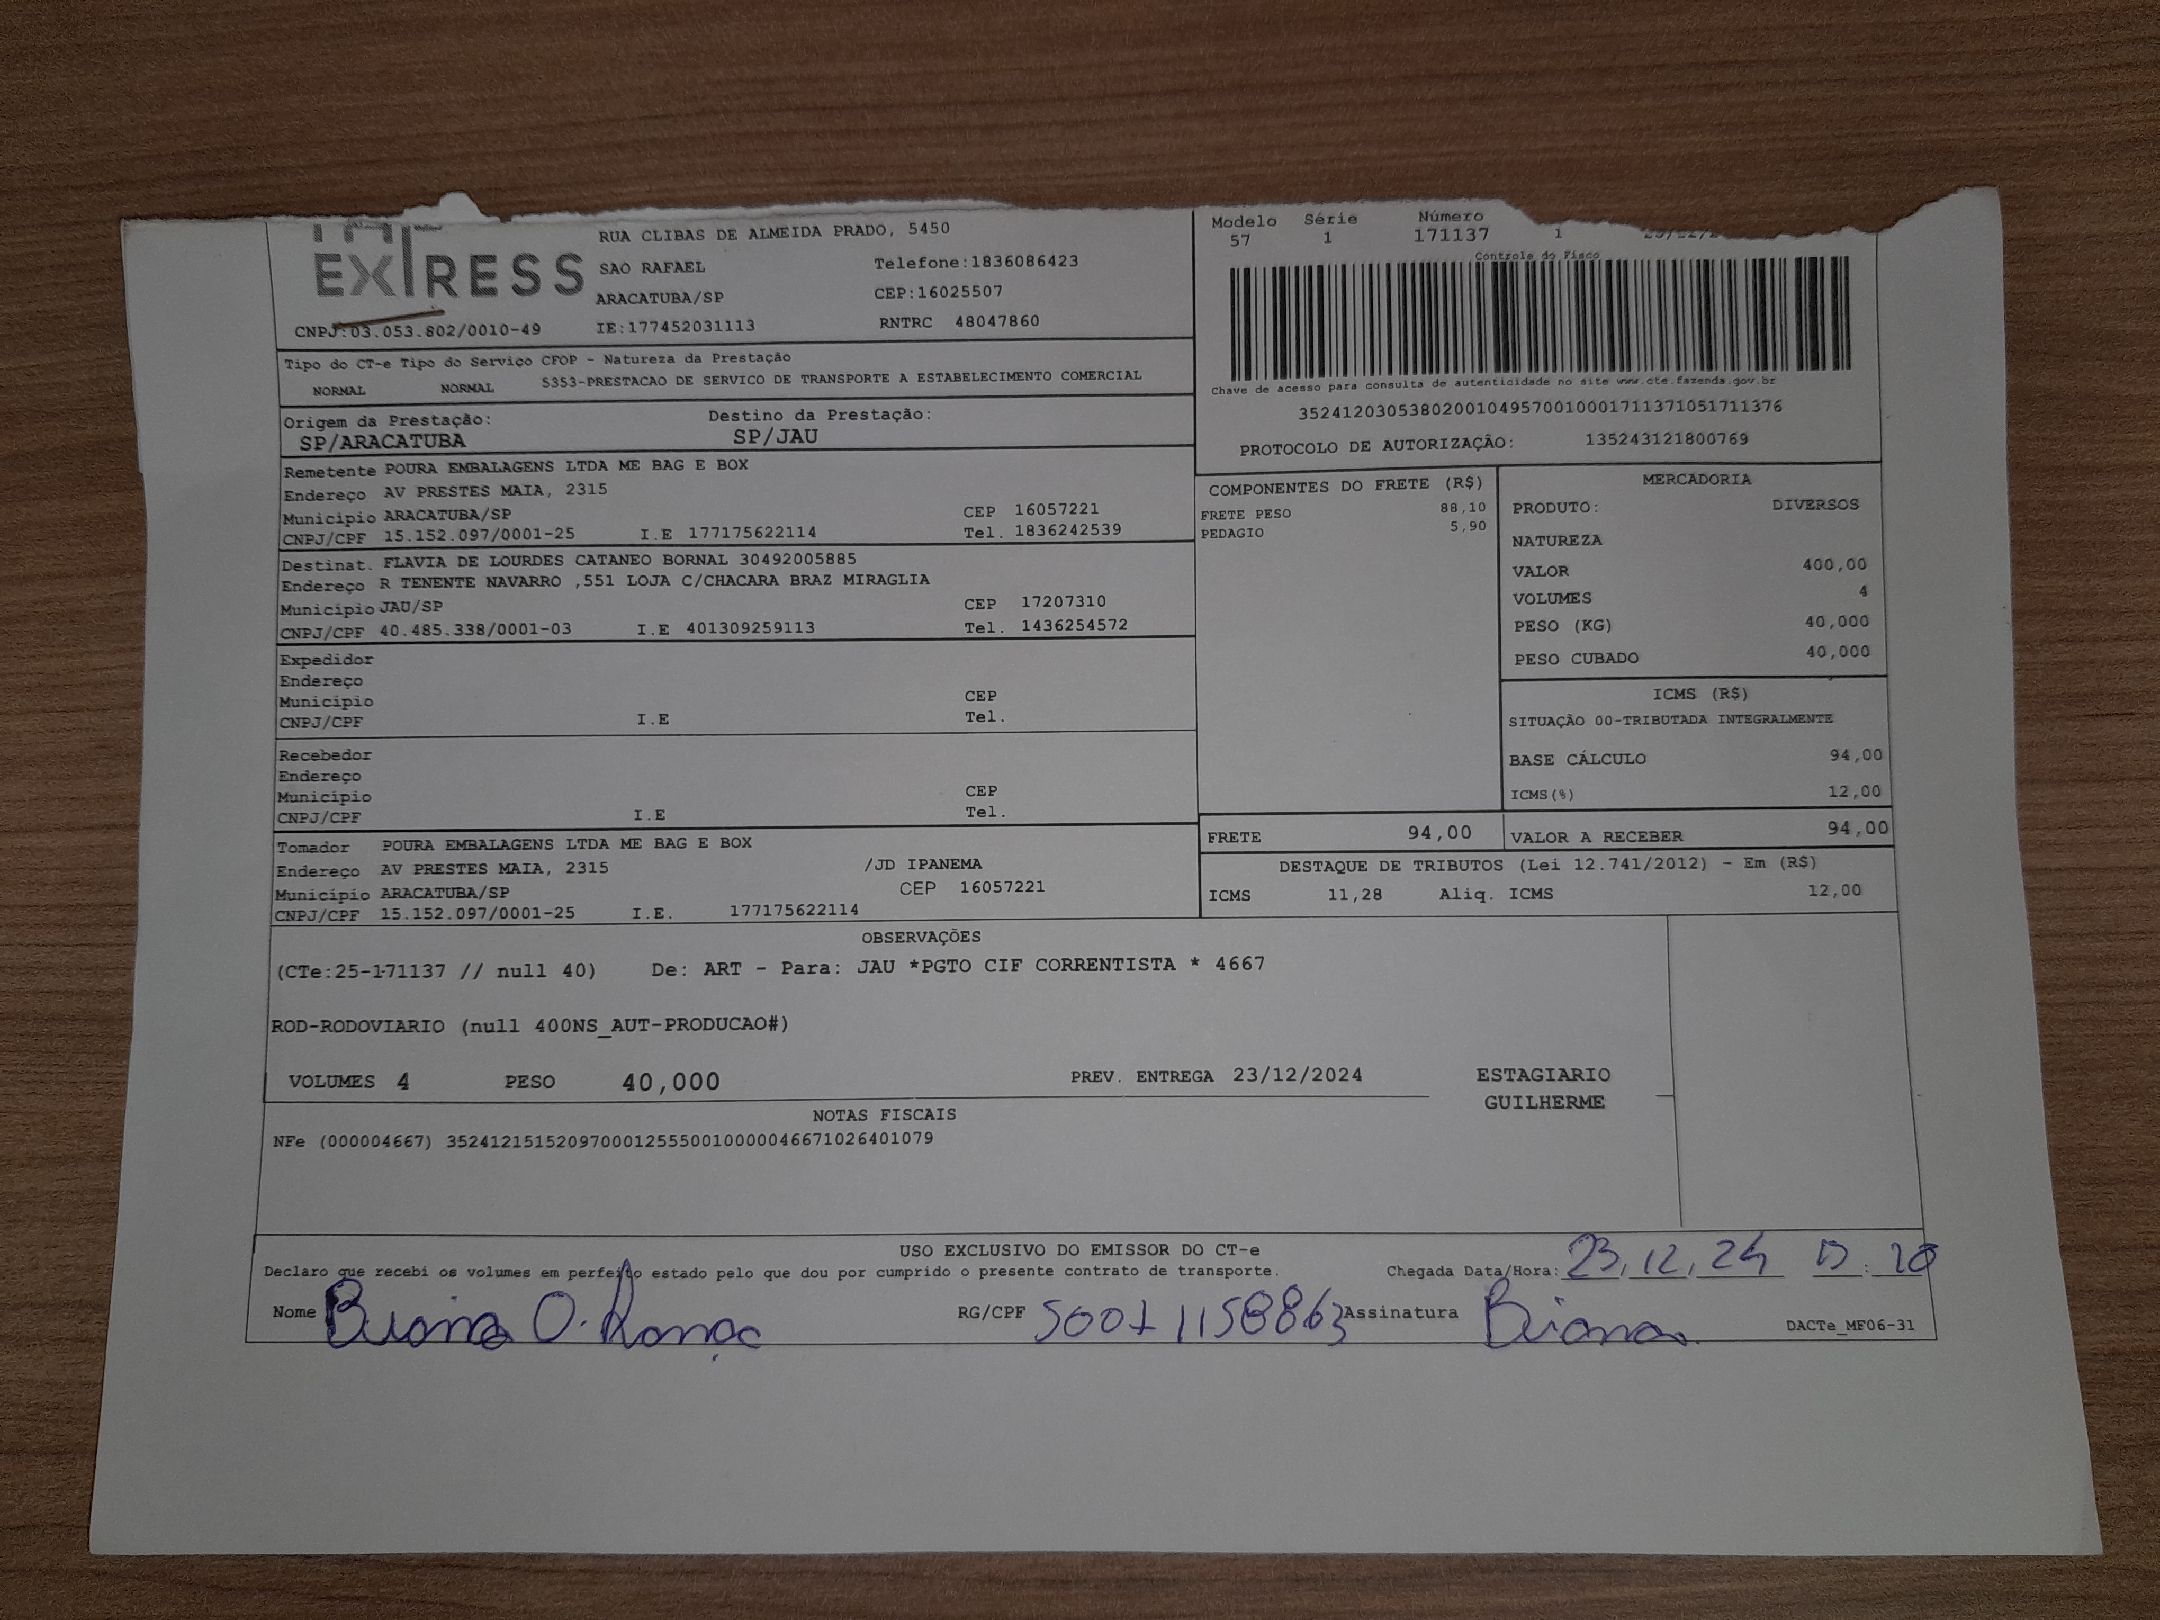 EXPRESS
RUA CLIBAS DE ALMEIDA PRADO, 5450
SAO RAFAEL Telefone:1836086423
ARACATUBA/SP CEP:16025507
CNPJ:03.053.802/0010-49 IE:177452031113 RNTRC 48047860
Modelo Série Número
57 1 171137 1
Controle do Fisco
Tipo do CT-e Tipo do Serviço CFOP - Natureza da Prestação
NORMAL NORMAL 5353-PRESTACAO DE SERVICO DE TRANSPORTE A ESTABELECIMENTO COMERCIAL
Chave de acesso para consulta de autenticidade no site www.cte.fazenda.gov.br
35241203053802001049570010001711371051711376
PROTOCOLO DE AUTORIZAÇÃO: 135243121800769
Origem da Prestação: Destino da Prestação:
SP/ARACATUBA SP/JAU
Remetente POURA EMBALAGENS LTDA ME BAG E BOX
Endereço AV PRESTES MAIA, 2315
Município ARACATUBA/SP CEP 16057221
CNPJ/CPF 15.152.097/0001-25 I.E 177175622114 Tel. 1836242539
Destinat. FLAVIA DE LOURDES CATANEO BORNAL 30492005885
Endereço R TENENTE NAVARRO ,551 LOJA C/CHACARA BRAZ MIRAGLIA
Município JAU/SP CEP 17207310
CNPJ/CPF 40.485.338/0001-03 I.E 401309259113 Tel. 1436254572
Expedidor
Endereço
Município CEP
CNPJ/CPF I.E Tel.
Recebedor
Endereço
Município CEP
CNPJ/CPF I.E Tel.
Tomador POURA EMBALAGENS LTDA ME BAG E BOX
Endereço AV PRESTES MAIA, 2315 /JD IPANEMA
Município ARACATUBA/SP CEP 16057221
CNPJ/CPF 15.152.097/0001-25 I.E. 177175622114
COMPONENTES DO FRETE (R$)
FRETE PESO 88,10
PEDAGIO 5,90
MERCADORIA
PRODUTO: DIVERSOS
NATUREZA
VALOR 400,00
VOLUMES 4
PESO (KG) 40,000
PESO CUBADO 40,000
ICMS (R$)
SITUAÇÃO 00-TRIBUTADA INTEGRALMENTE
BASE CÁLCULO 94,00
ICMS(%) 12,00
FRETE 94,00 VALOR A RECEBER 94,00
DESTAQUE DE TRIBUTOS (Lei 12.741/2012) - Em (R$)
ICMS 11,28 Aliq. ICMS 12,00
OBSERVAÇÕES
(CTe:25-171137 // null 40) De: ART - Para: JAU *PGTO CIF CORRENTISTA * 4667
ROD-RODOVIARIO (null 400NS_AUT-PRODUCAO#)
VOLUMES 4 PESO 40,000 PREV. ENTREGA 23/12/2024 ESTAGIARIO
GUILHERME
NOTAS FISCAIS
NFe (000004667) 35241215152097000125550010000046671026401079
USO EXCLUSIVO DO EMISSOR DO CT-e
Declaro que recebi os volumes em perfeito estado pelo que dou por cumprido o presente contrato de transporte. Chegada Data/Hora: 23,12,24
Nome RG/CPF 50071158863 Assinatura
DACTe_MF06-31